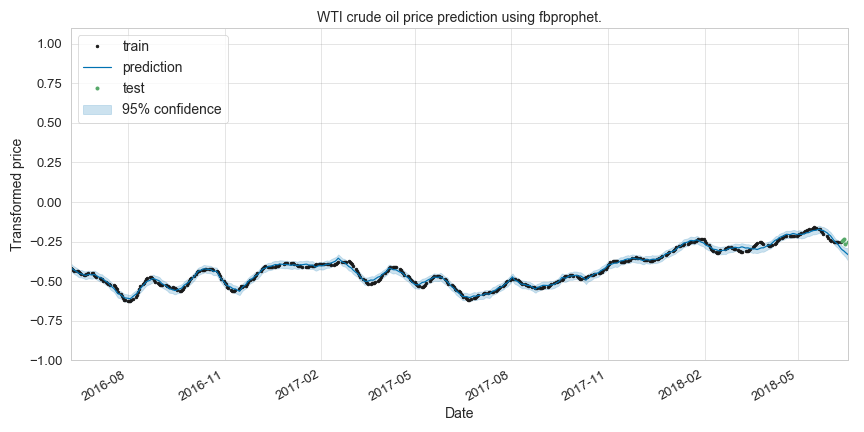 WTI crude oil price prediction using fbprophet.
train
prediction
test
95% confidence
Transformed price
1.00
0.75
0.50
0.25
0.00
−0.25
−0.50
−0.75
−1.00
2016-08
2016-11
2017-02
2017-05
2017-08
2017-11
2018-02
2018-05
Date